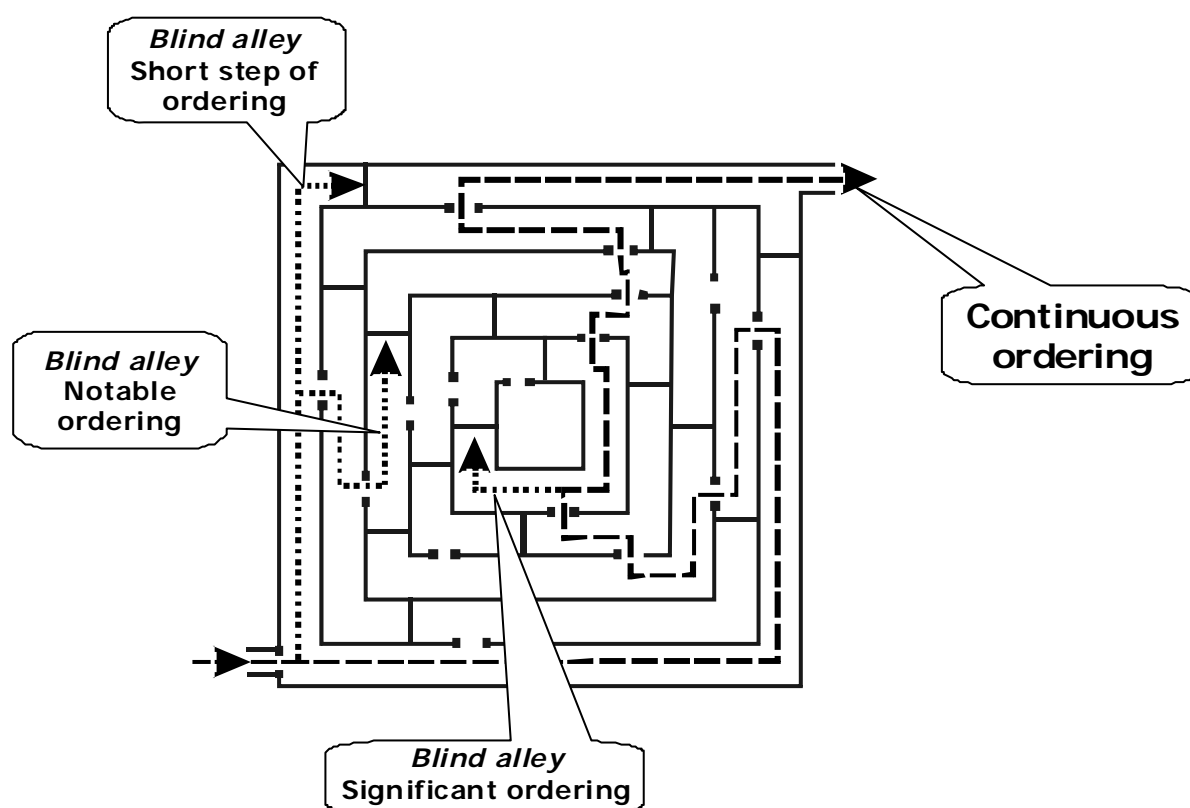 Blind alley
Short step of
ordering
Continuous
ordering
Blind alley
Notable
ordering
Blind alley
Significant ordering